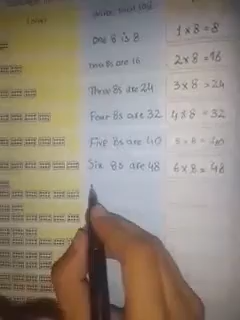 One 8 is 8 1 x 8 = 8
Two 8s are 16 2 x 8 = 16
Three 8s are 24 3 x 8 = 24
Four 8s are 32 4 x 8 = 32
Five 8s are 40 5 x 8 = 40
Six 8s are 48 6 x 8 = 48